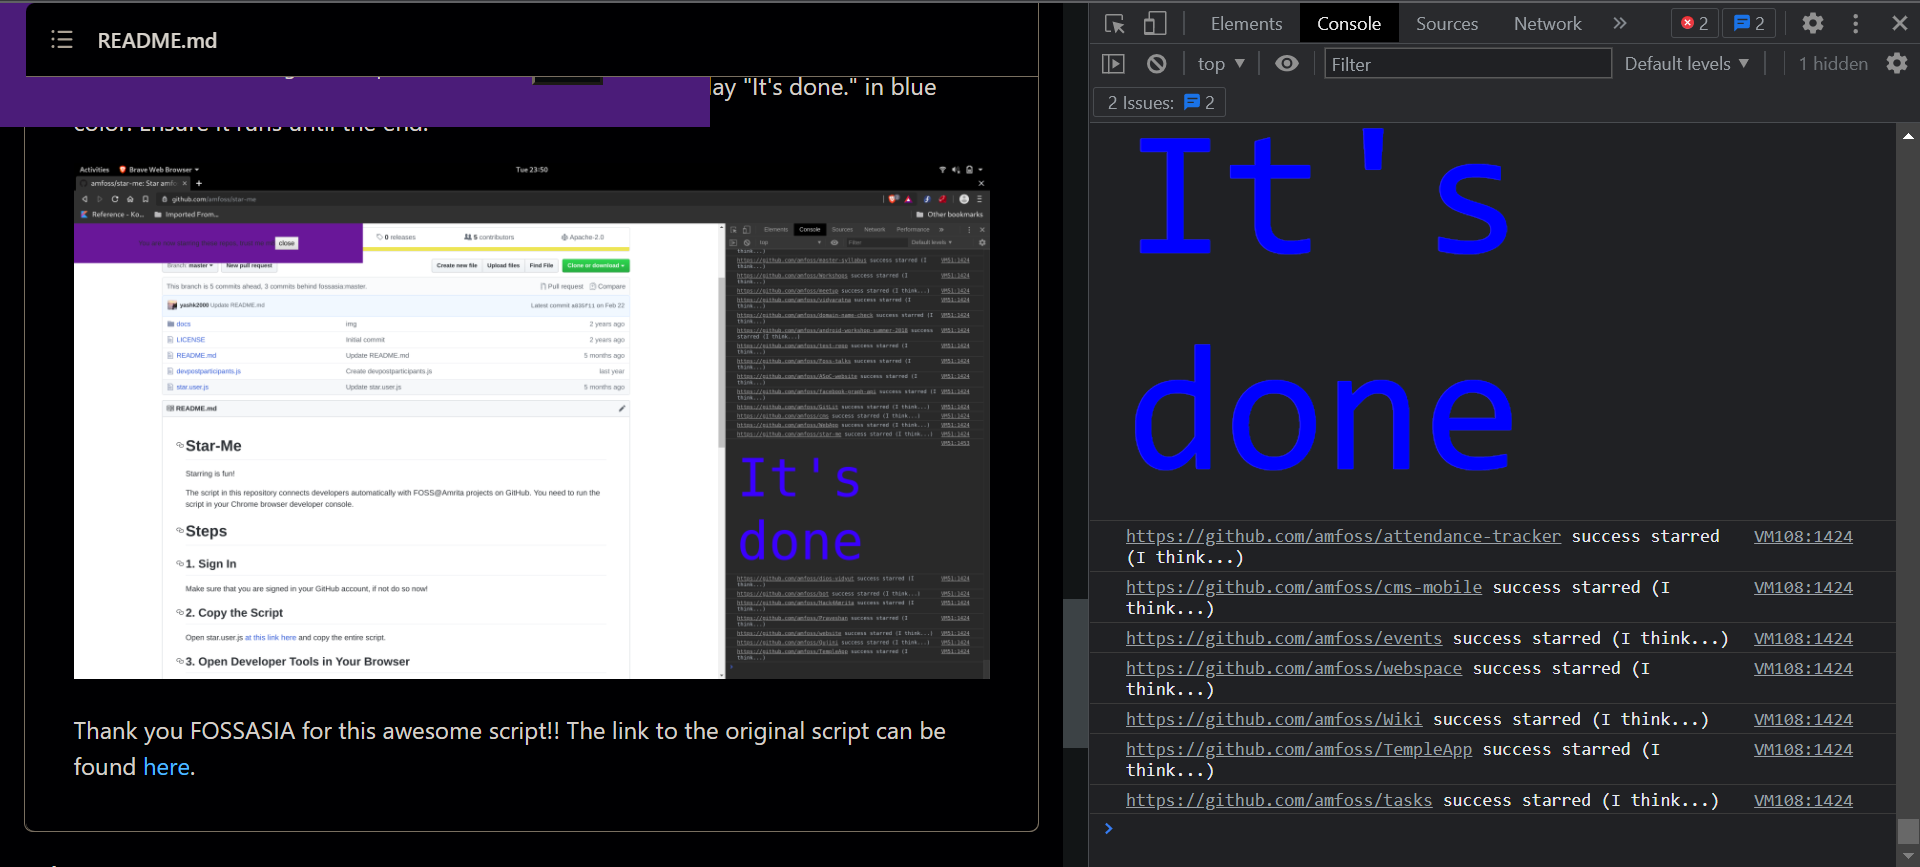 README.md
lay "It's done." in blue
color. Ensure it runs until the end.
Activities
Brave Web Browser
Tue 23:50
amfoss/star-me: Star amfo
github.com/amfoss/star-me
Reference - Ko...
Imported From...
Other bookmarks
close
0 releases
5 contributors
Apache-2.0
Branch: master
New pull request
Create new file
Upload files
Find File
Clone or download
This branch is 5 commits ahead, 3 commits behind fossasia:master.
Pull request
Compare
yashk2000 Update README.md
Latest commit a835f11 on Feb 22
docs
img
2 years ago
LICENSE
Initial commit
2 years ago
README.md
Update README.md
5 months ago
devpostparticipants.js
Create devpostparticipants.js
last year
star.user.js
Update star.user.js
5 months ago
README.md
Star-Me
Starring is fun!
The script in this repository connects developers automatically with FOSS@Amrita projects on GitHub. You need to run the
script in your Chrome browser developer console.
Steps
1. Sign In
Make sure that you are signed in your GitHub account, if not do so now!
2. Copy the Script
Open star.user.js at this link here and copy the entire script.
3. Open Developer Tools in Your Browser
Elements
Console
Sources
Network
Performance
top
Filter
Default levels
It's
done
Thank you FOSSASIA for this awesome script!! The link to the original script can be
found here.
Elements
Console
Sources
Network
2
2
top
Filter
Default levels
1 hidden
2 Issues:
2
It's
done
https://github.com/amfoss/attendance-tracker success starred VM108:1424
(I think...)
https://github.com/amfoss/cms-mobile success starred (I VM108:1424
think...)
https://github.com/amfoss/events success starred (I think...) VM108:1424
https://github.com/amfoss/webspace success starred (I VM108:1424
think...)
https://github.com/amfoss/Wiki success starred (I think...) VM108:1424
https://github.com/amfoss/TempleApp success starred (I VM108:1424
think...)
https://github.com/amfoss/tasks success starred (I think...) VM108:1424